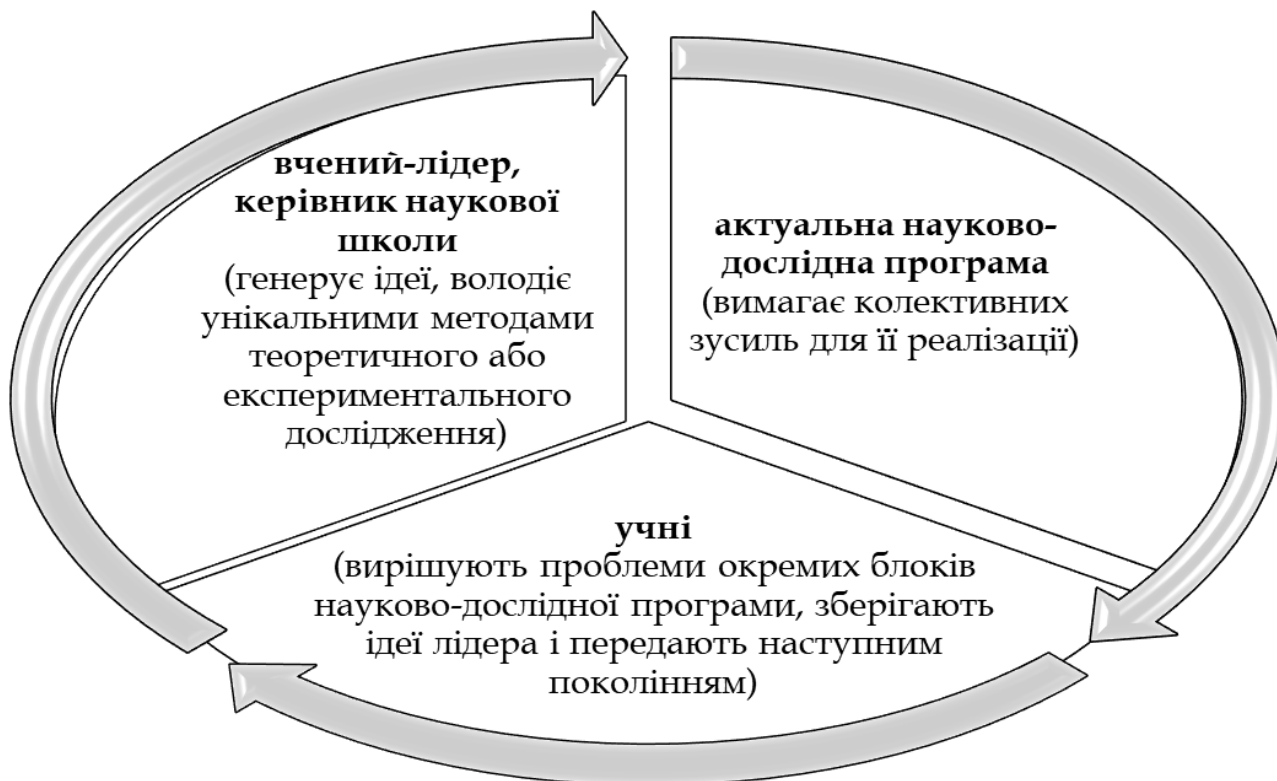 вчений-лідер,
керівник наукової
школи
(генерує ідеї, володіє
унікальними методами
теоретичного або
експериментального
дослідження)
актуальна науково-
дослідна програма
(вимагає колективних
зусиль для її реалізації)
учні
(вирішують проблеми окремих блоків
науково-дослідної програми, зберігають
ідеї лідера і передають наступним
поколінням)